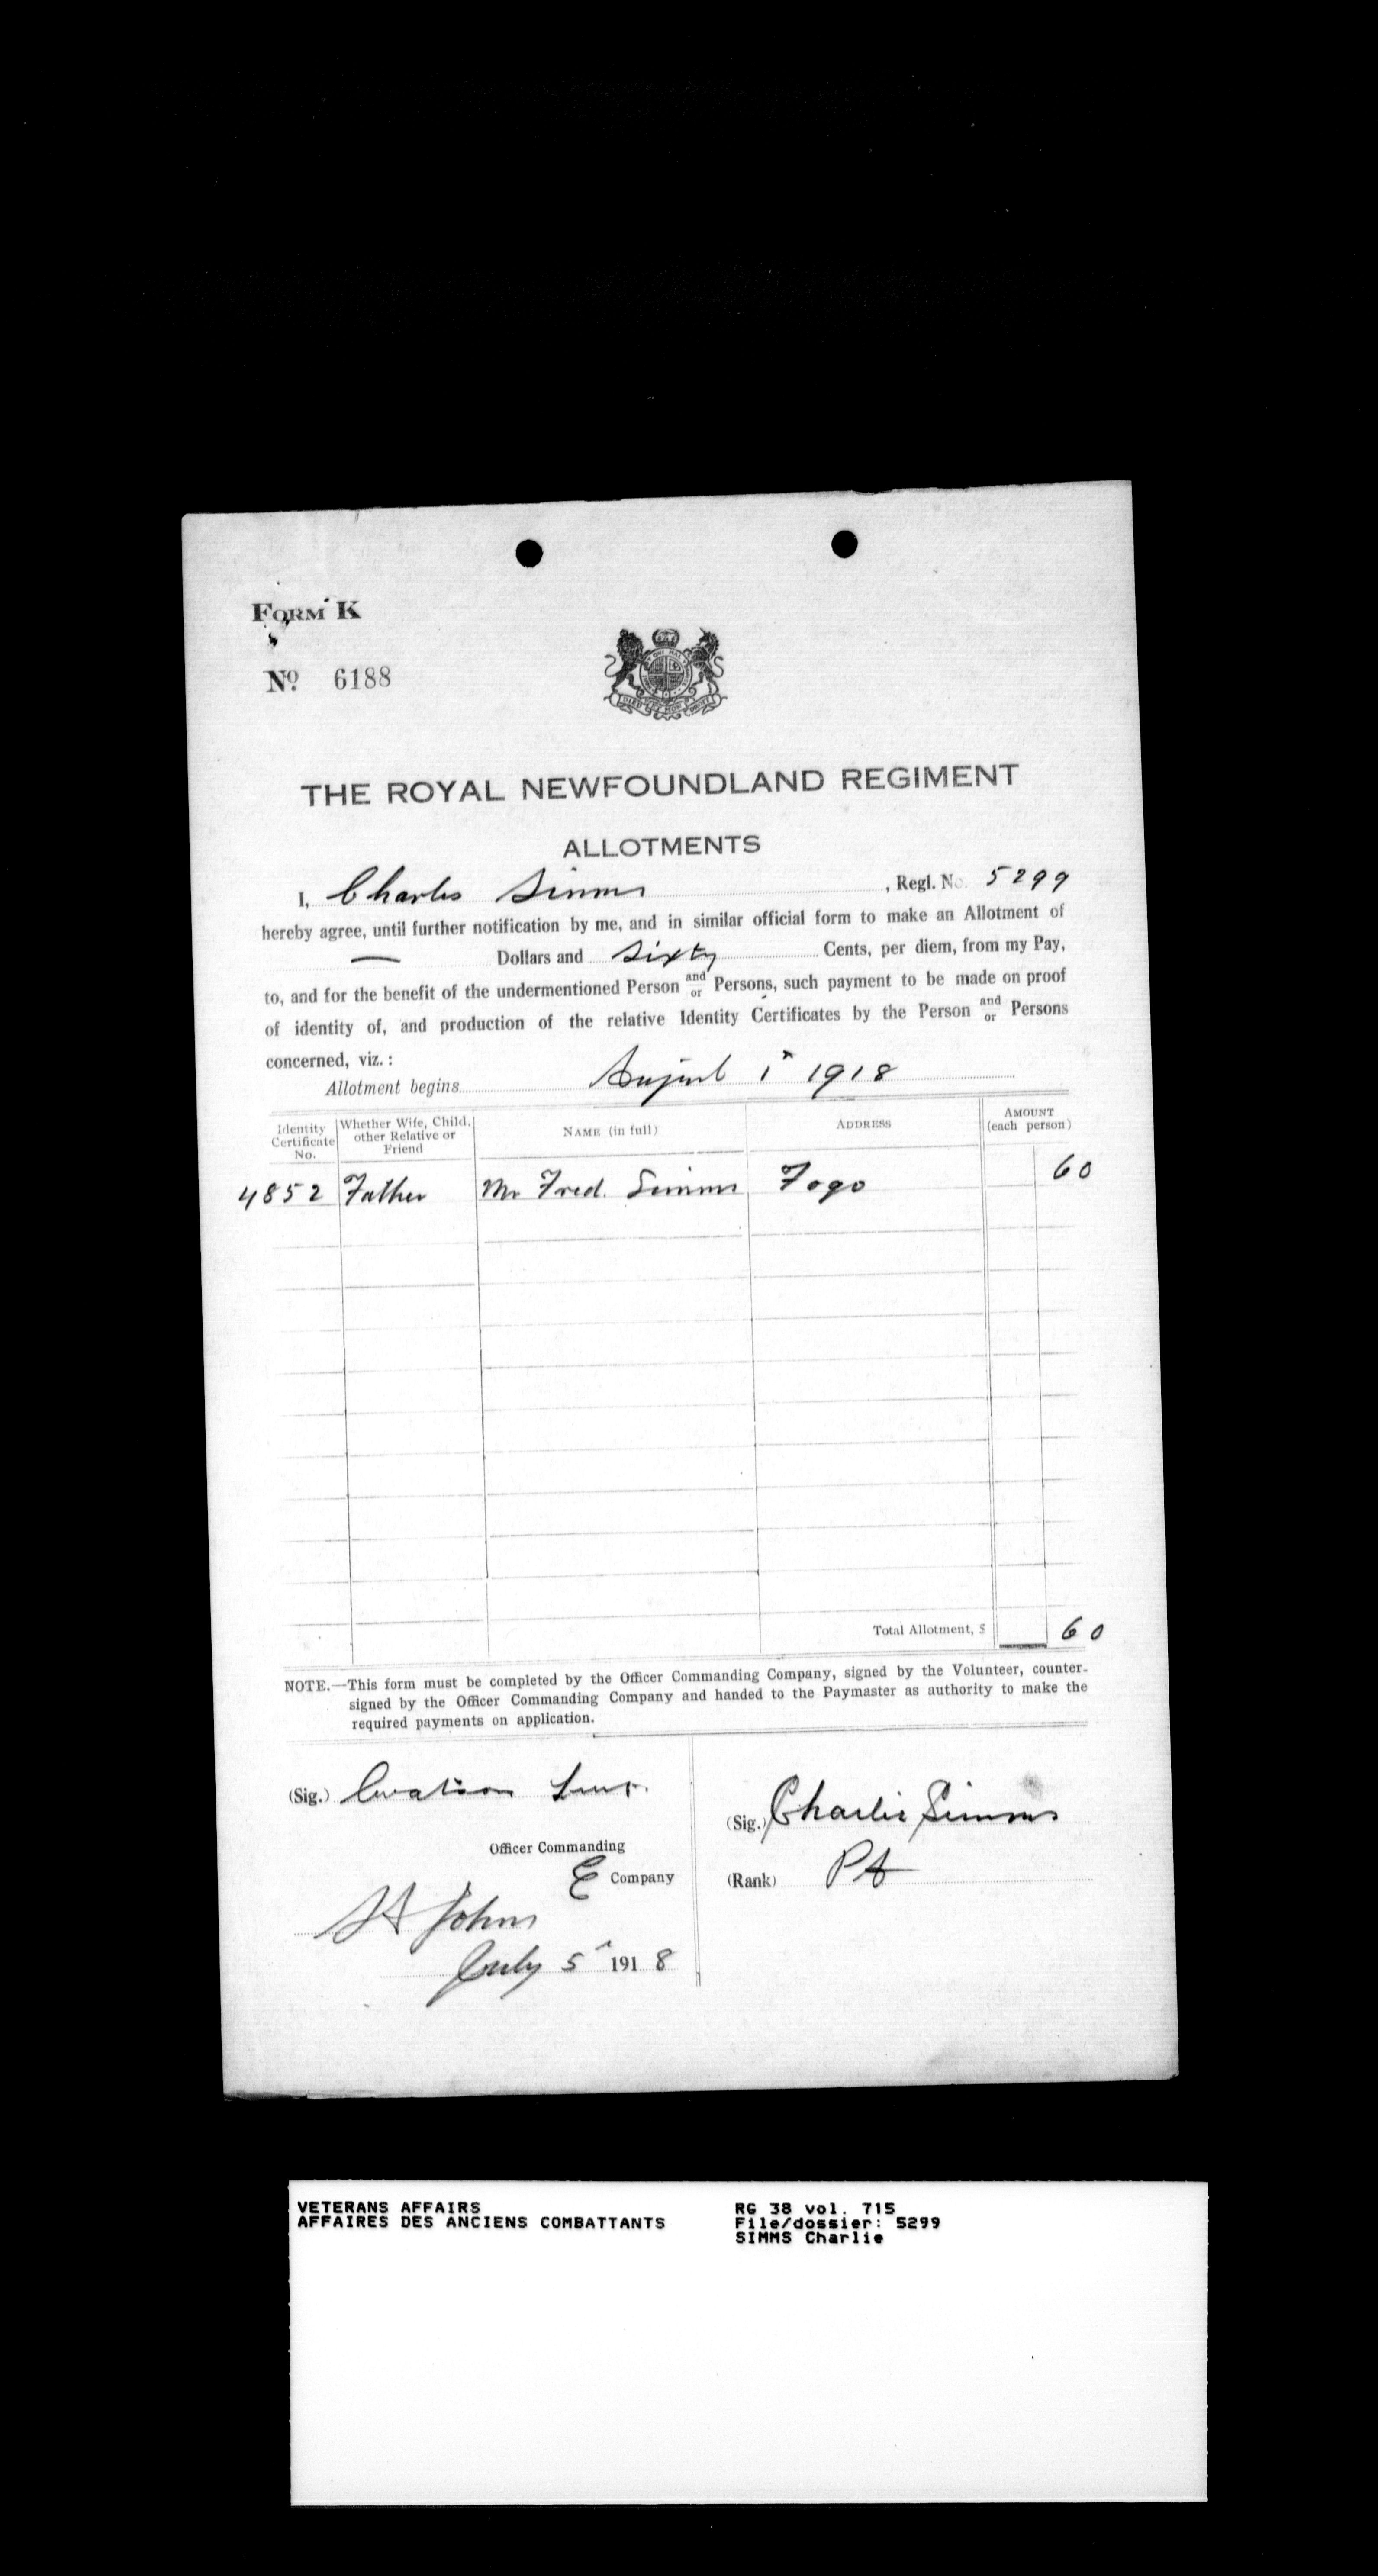 FORM K
No. 6188
THE ROYAL NEWFOUNDLAND REGIMENT
ALLOTMENTS
I, Charles Simms, Regl. No. 5299
hereby agree, until further notification by me, and in similar official form to make an Allotment of
— Dollars and Sixty Cents, per diem, from my Pay,
to, and for the benefit of the undermentioned Person and/or Persons, such payment to be made on proof
of identity of, and production of the relative Identity Certificates by the Person and/or Persons
concerned, viz.:
Allotment begins August 1st 1918
Identity Certificate No. Whether Wife, Child, other Relative or Friend NAME (in full) ADDRESS AMOUNT (each person)
4852 Father Mr Fred. Simms Fogo 60
Total Allotment, $ 60
NOTE.—This form must be completed by the Officer Commanding Company, signed by the Volunteer, counter-
signed by the Officer Commanding Company and handed to the Paymaster as authority to make the
required payments on application.
(Sig.) Lieut.
(Sig.) Charlie Simms
Officer Commanding
E Company
(Rank) Pt
St Johns
July 5 1918
VETERANS AFFAIRS
AFFAIRES DES ANCIENS COMBATTANTS
RG 38 vol. 715
File/dossier: 5299
SIMMS Charlie